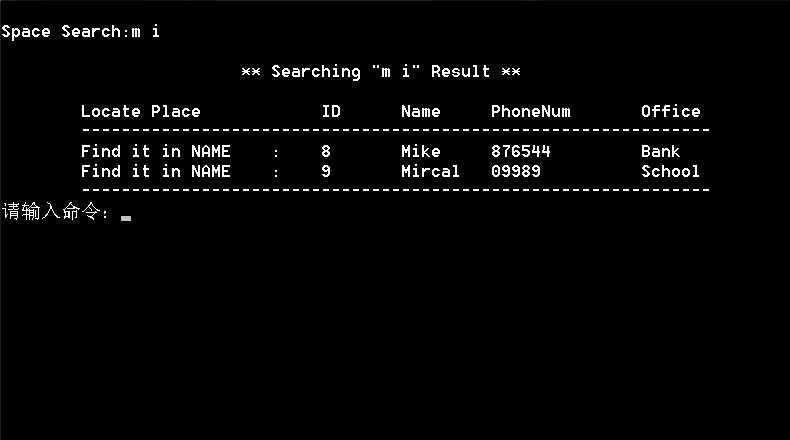 Space Search:m i
** Searching "m i" Result **
Locate Place ID Name PhoneNum Office
---------------------------------------------------------------
Find it in NAME : 8 Mike 876544 Bank
Find it in NAME : 9 Mircal 09989 School
---------------------------------------------------------------
请输入命令: _